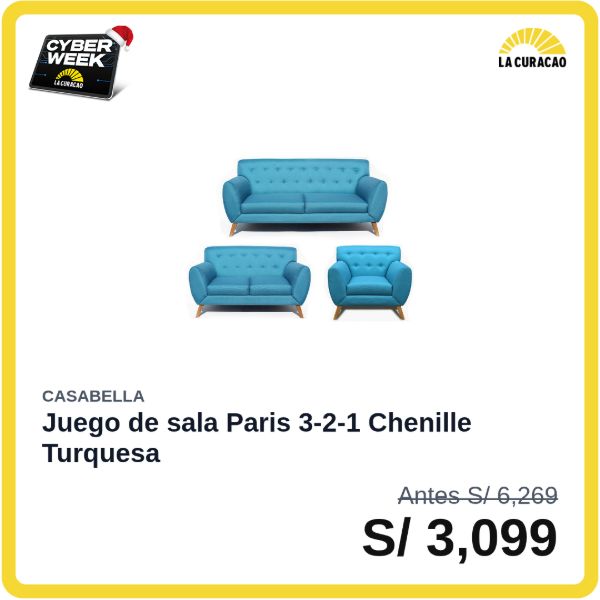 CYBER
WEEK
LA CURACAO
LA CURACAO
CASABELLA
Juego de sala Paris 3-2-1 Chenille
Turquesa
Antes S/ 6,269
S/ 3,099